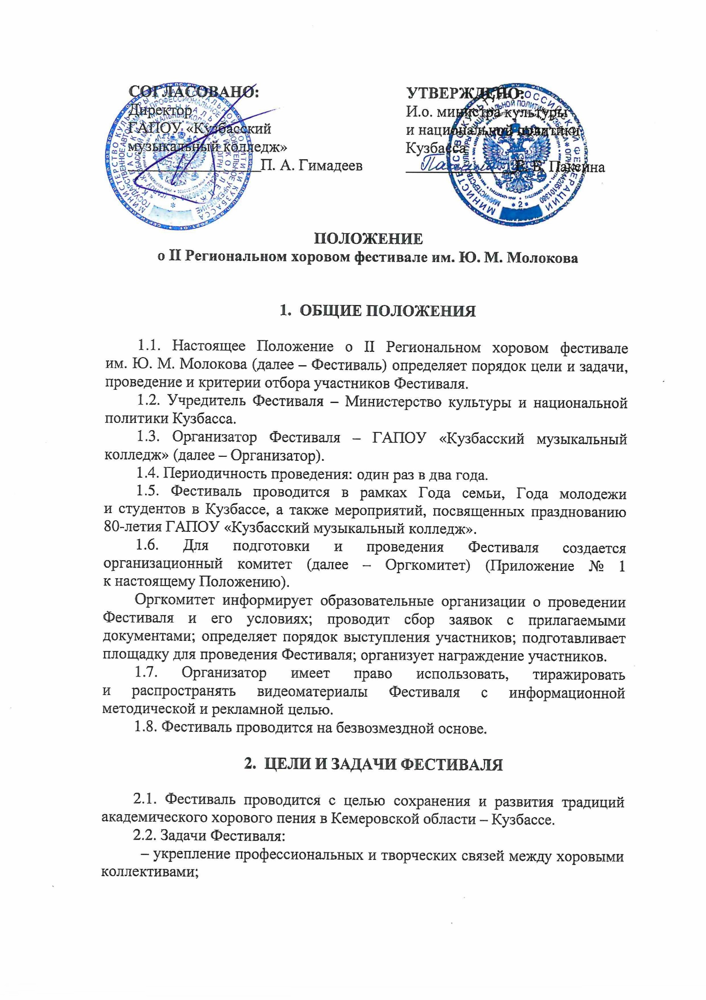 СОГЛАСОВАНО:
Директор
ГАПОУ «Кузбасский
музыкальный колледж»
П. А. Гимадеев
УТВЕРЖДЕНО:
И.о. министра культуры
и национальной политики
Кузбасса
Паксина
ПОЛОЖЕНИЕ
о II Региональном хоровом фестивале им. Ю. М. Молокова
1. ОБЩИЕ ПОЛОЖЕНИЯ
1.1. Настоящее Положение о II Региональном хоровом фестивале
им. Ю. М. Молокова (далее – Фестиваль) определяет порядок цели и задачи,
проведение и критерии отбора участников Фестиваля.
1.2. Учредитель Фестиваля – Министерство культуры и национальной
политики Кузбасса.
1.3. Организатор Фестиваля – ГАПОУ «Кузбасский музыкальный
колледж» (далее – Организатор).
1.4. Периодичность проведения: один раз в два года.
1.5. Фестиваль проводится в рамках Года семьи, Года молодежи
и студентов в Кузбассе, а также мероприятий, посвященных празднованию
80-летия ГАПОУ «Кузбасский музыкальный колледж».
1.6. Для подготовки и проведения Фестиваля создается
организационный комитет (далее – Оргкомитет) (Приложение № 1
к настоящему Положению).
Оргкомитет информирует образовательные организации о проведении
Фестиваля и его условиях; проводит сбор заявок с прилагаемыми
документами; определяет порядок выступления участников; подготавливает
площадку для проведения Фестиваля; организует награждение участников.
1.7. Организатор имеет право использовать, тиражировать
и распространять видеоматериалы Фестиваля с информационной
методической и рекламной целью.
1.8. Фестиваль проводится на безвозмездной основе.
2. ЦЕЛИ И ЗАДАЧИ ФЕСТИВАЛЯ
2.1. Фестиваль проводится с целью сохранения и развития традиций
академического хорового пения в Кемеровской области – Кузбассе.
2.2. Задачи Фестиваля:
– укрепление профессиональных и творческих связей между хоровыми
коллективами;